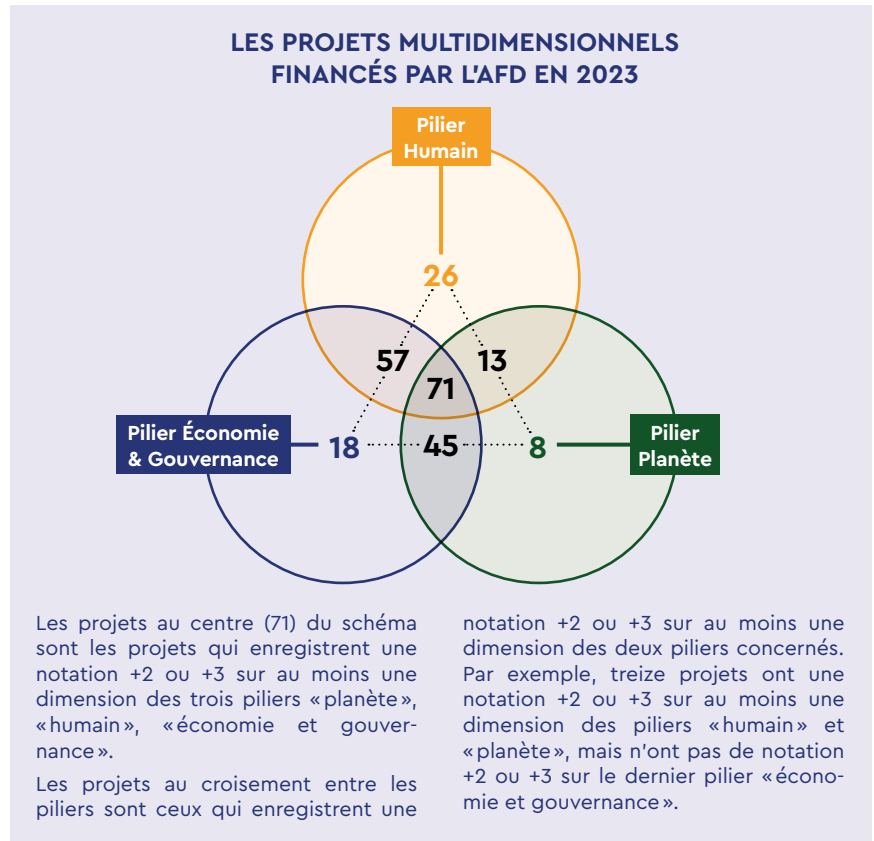 LES PROJETS MULTIDIMENSIONNELS
FINANCÉS PAR L'AFD EN 2023
Pilier
Humain
26
57
13
71
Pilier Économie
& Gouvernance
18
45
8
Pilier
Planète
Les projets au centre (71) du schéma
sont les projets qui enregistrent une
notation +2 ou +3 sur au moins une
dimension des trois piliers « planète »,
« humain », « économie et gouver-
nance ».
Les projets au croisement entre les
piliers sont ceux qui enregistrent une
notation +2 ou +3 sur au moins une
dimension des deux piliers concernés.
Par exemple, treize projets ont une
notation +2 ou +3 sur au moins une
dimension des piliers « humain » et
« planète », mais n'ont pas de notation
+2 ou +3 sur le dernier pilier « écono-
mie et gouvernance ».